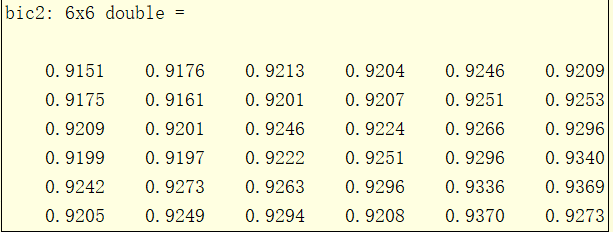 bic2: 6x6 double =
0.9151 0.9176 0.9213 0.9204 0.9246 0.9209
0.9175 0.9161 0.9201 0.9207 0.9251 0.9253
0.9209 0.9201 0.9246 0.9224 0.9266 0.9296
0.9199 0.9197 0.9222 0.9251 0.9296 0.9340
0.9242 0.9273 0.9263 0.9296 0.9336 0.9369
0.9205 0.9249 0.9294 0.9208 0.9370 0.9273